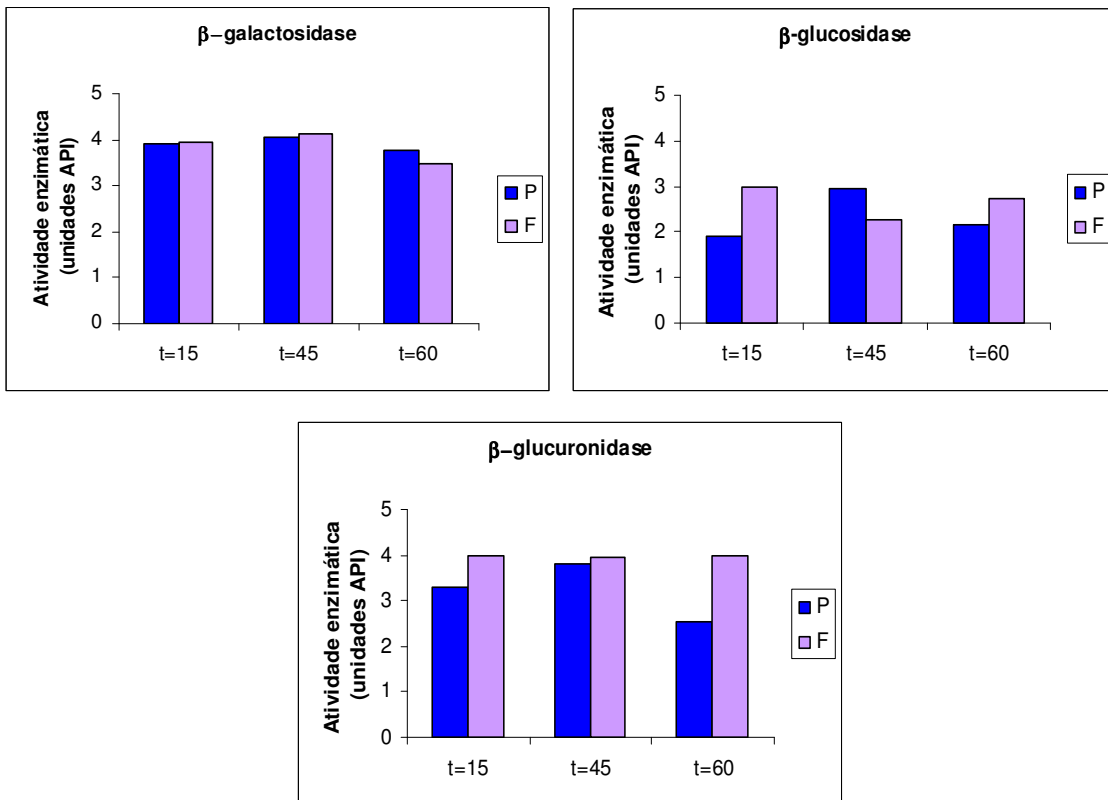 β–galactosidase
Atividade enzimática
(unidades API)
5
4
3
2
1
0
t=15
t=45
t=60
P
F
β-glucosidase
Atividade enzimática
(unidades API)
5
4
3
2
1
0
t=15
t=45
t=60
P
F
β–glucuronidase
Atividade enzimática
(unidades API)
5
4
3
2
1
0
t=15
t=45
t=60
P
F